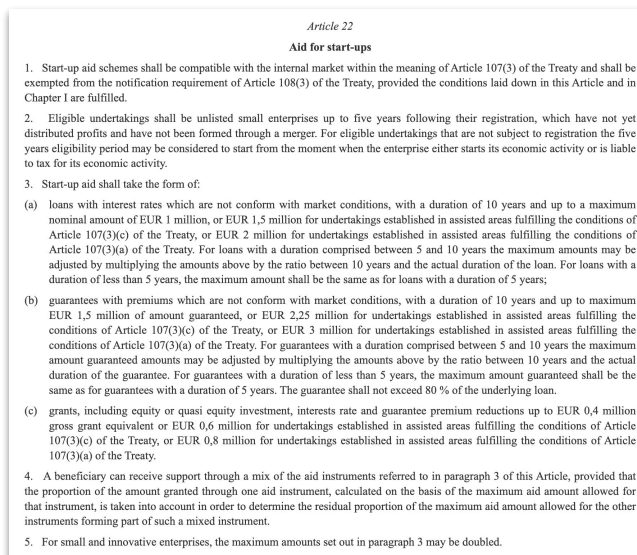 Article 22
Aid for start-ups
1. Start-up aid schemes shall be compatible with the internal market within the meaning of Article 107(3) of the Treaty and shall be
exempted from the notification requirement of Article 108(3) of the Treaty, provided the conditions laid down in this Article and in
Chapter I are fulfilled.
2. Eligible undertakings shall be unlisted small enterprises up to five years following their registration, which have not yet
distributed profits and have not been formed through a merger. For eligible undertakings that are not subject to registration the five
years eligibility period may be considered to start from the moment when the enterprise either starts its economic activity or is liable
to tax for its economic activity.
3. Start-up aid shall take the form of:
(a) loans with interest rates which are not conform with market conditions, with a duration of 10 years and up to a maximum
nominal amount of EUR 1 million, or EUR 1,5 million for undertakings established in assisted areas fulfilling the conditions of
Article 107(3)(c) of the Treaty, or EUR 2 million for undertakings established in assisted areas fulfilling the conditions of
Article 107(3)(a) of the Treaty. For loans with a duration comprised between 5 and 10 years the maximum amounts may be
adjusted by multiplying the amounts above by the ratio between 10 years and the actual duration of the loan. For loans with a
duration of less than 5 years, the maximum amount shall be the same as for loans with a duration of 5 years;
(b) guarantees with premiums which are not conform with market conditions, with a duration of 10 years and up to maximum
EUR 1,5 million of amount guaranteed, or EUR 2,25 million for undertakings established in assisted areas fulfilling the
conditions of Article 107(3)(c) of the Treaty, or EUR 3 million for undertakings established in assisted areas fulfilling the
conditions of Article 107(3)(a) of the Treaty. For guarantees with a duration comprised between 5 and 10 years the maximum
amount guaranteed amounts may be adjusted by multiplying the amounts above by the ratio between 10 years and the actual
duration of the guarantee. For guarantees with a duration of less than 5 years, the maximum amount guaranteed shall be the
same as for guarantees with a duration of 5 years. The guarantee shall not exceed 80 % of the underlying loan.
(c) grants, including equity or quasi equity investment, interests rate and guarantee premium reductions up to EUR 0,4 million
gross grant equivalent or EUR 0,6 million for undertakings established in assisted areas fulfilling the conditions of Article
107(3)(c) of the Treaty, or EUR 0,8 million for undertakings established in assisted areas fulfilling the conditions of Article
107(3)(a) of the Treaty.
4. A beneficiary can receive support through a mix of the aid instruments referred to in paragraph 3 of this Article, provided that
the proportion of the amount granted through one aid instrument, calculated on the basis of the maximum aid amount allowed for
that instrument, is taken into account in order to determine the residual proportion of the maximum aid amount allowed for the other
instruments forming part of such a mixed instrument.
5. For small and innovative enterprises, the maximum amounts set out in paragraph 3 may be doubled.